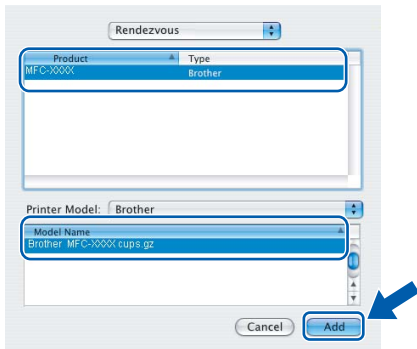 Rendezvous
Product Type
MFC-XXXX Brother
Printer Model: Brother
Model Name
Brother MFC-XXXX cups.gz
Cancel Add